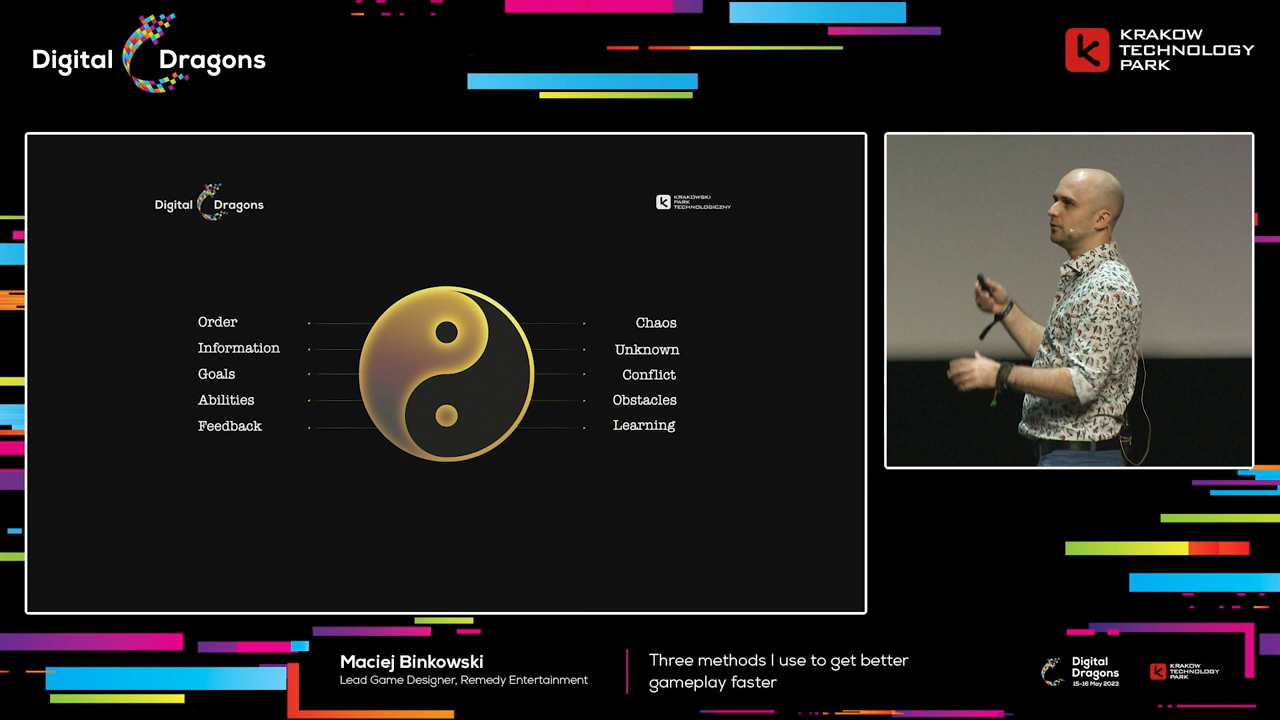 Digital Dragons
KRAKOW
TECHNOLOGY
PARK
Digital Dragons
KRAKOWSKI
PARK
TECHNOLOGICZNY
Order
Information
Goals
Abilities
Feedback
Chaos
Unknown
Conflict
Obstacles
Learning
Maciej Binkowski
Lead Game Designer, Remedy Entertainment
Three methods I use to get better
gameplay faster
Digital
Dragons
15-16 May 2023
KRAKOW
TECHNOLOGY
PARK